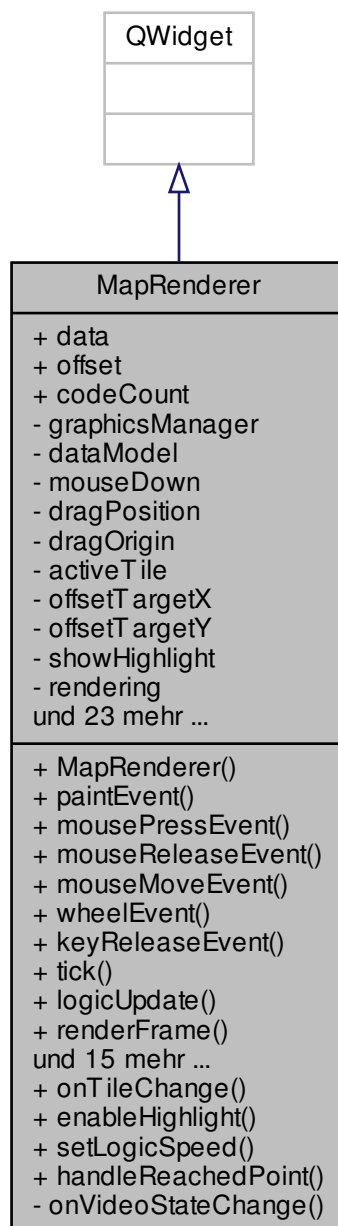 QWidget
MapRenderer
+ data
+ offset
+ codeCount
- graphicsManager
- dataModel
- mouseDown
- dragPosition
- dragOrigin
- activeTile
- offsetTargetX
- offsetTargetY
- showHighlight
- rendering
und 23 mehr ...
+ MapRenderer()
+ paintEvent()
+ mousePressEvent()
+ mouseReleaseEvent()
+ mouseMoveEvent()
+ wheelEvent()
+ keyReleaseEvent()
+ tick()
+ logicUpdate()
+ renderFrame()
und 15 mehr ...
+ onTileChange()
+ enableHighlight()
+ setLogicSpeed()
+ handleReachedPoint()
- onVideoStateChange()